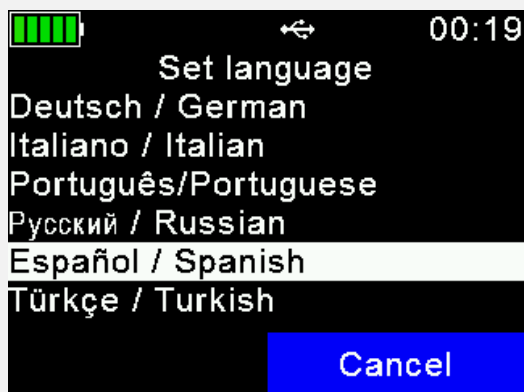 00:19
Set language
Deutsch / German
Italiano / Italian
Português/Portuguese
Русский / Russian
Español / Spanish
Türkçe / Turkish
Cancel